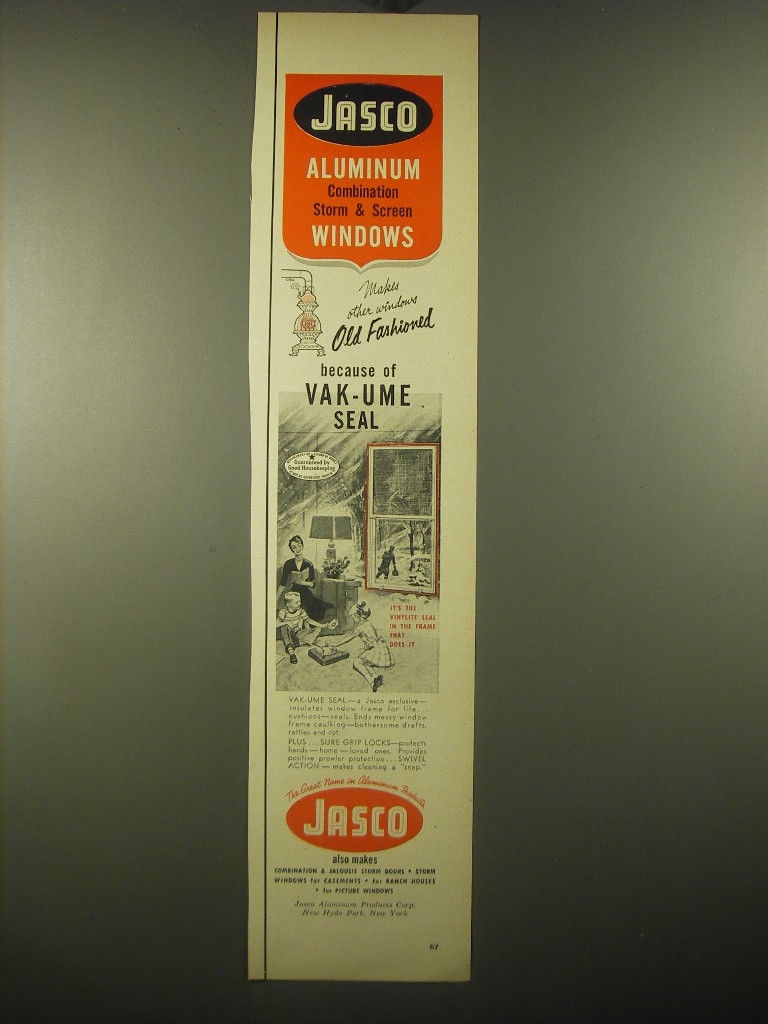 JASCO
ALUMINUM
Combination
Storm & Screen
WINDOWS
Makes
other windows
Old Fashioned
because of
VAK-UME
SEAL
Guaranteed by
Good Housekeeping
IT'S THE
VINYLITE SEAL
IN THE FRAME
THAT
DOES IT
VAK-UME SEAL—a Jasco exclusive—
insulates window frame for life...
cushions—seals. Ends messy window
frame caulking—bothersome drafts,
rattles and rot.
PLUS...SURE GRIP LOCKS—protects
hands—home—loved ones. Provides
positive prowler protection...SWIVEL
ACTION—makes cleaning a "snap."
The Great Name in Aluminum Products
JASCO
also makes
COMBINATION & JALOUSIE STORM DOORS • STORM
WINDOWS for CASEMENTS • for RANCH HOUSES
• for PICTURE WINDOWS
Jasco Aluminum Products Corp.
New Hyde Park, New York
67